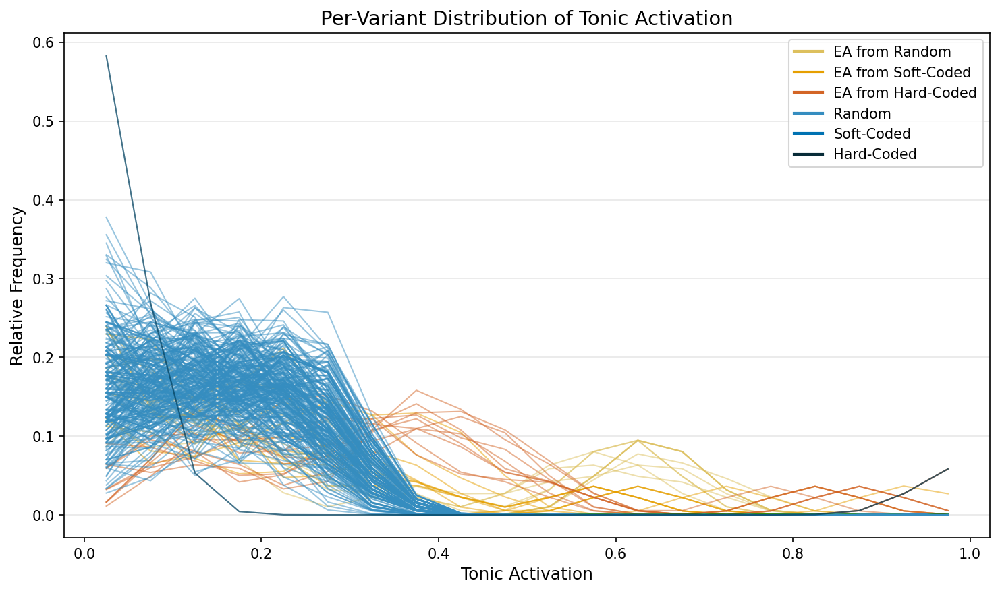 Per-Variant Distribution of Tonic Activation
0.6
0.5
0.4
0.3
0.2
0.1
0.0
Relative Frequency
EA from Random
EA from Soft-Coded
EA from Hard-Coded
Random
Soft-Coded
Hard-Coded
0.0 0.2 0.4 0.6 0.8 1.0
Tonic Activation